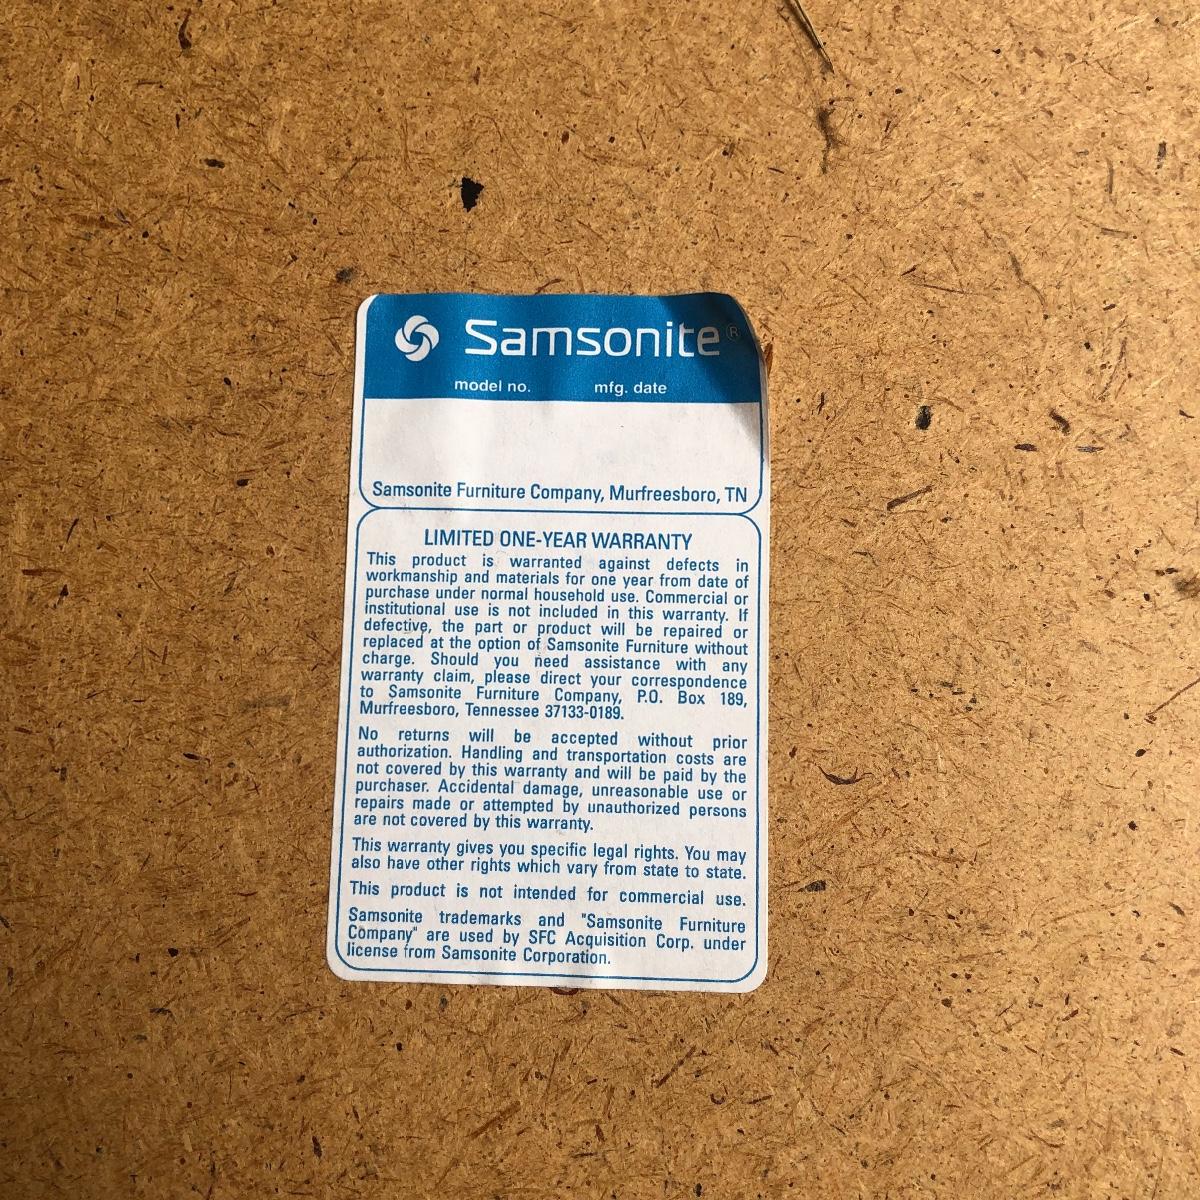 Samsonite®
model no. mfg. date
Samsonite Furniture Company, Murfreesboro, TN
LIMITED ONE-YEAR WARRANTY
This product is warranted against defects in
workmanship and materials for one year from date of
purchase under normal household use. Commercial or
institutional use is not included in this warranty. If
defective, the part or product will be repaired or
replaced at the option of Samsonite Furniture without
charge. Should you need assistance with any
warranty claim, please direct your correspondence
to Samsonite Furniture Company, P.O. Box 189,
Murfreesboro, Tennessee 37133-0189.
No returns will be accepted without prior
authorization. Handling and transportation costs are
not covered by this warranty and will be paid by the
purchaser. Accidental damage, unreasonable use or
repairs made or attempted by unauthorized persons
are not covered by this warranty.
This warranty gives you specific legal rights. You may
also have other rights which vary from state to state.
This product is not intended for commercial use.
Samsonite trademarks and "Samsonite Furniture
Company" are used by SFC Acquisition Corp. under
license from Samsonite Corporation.